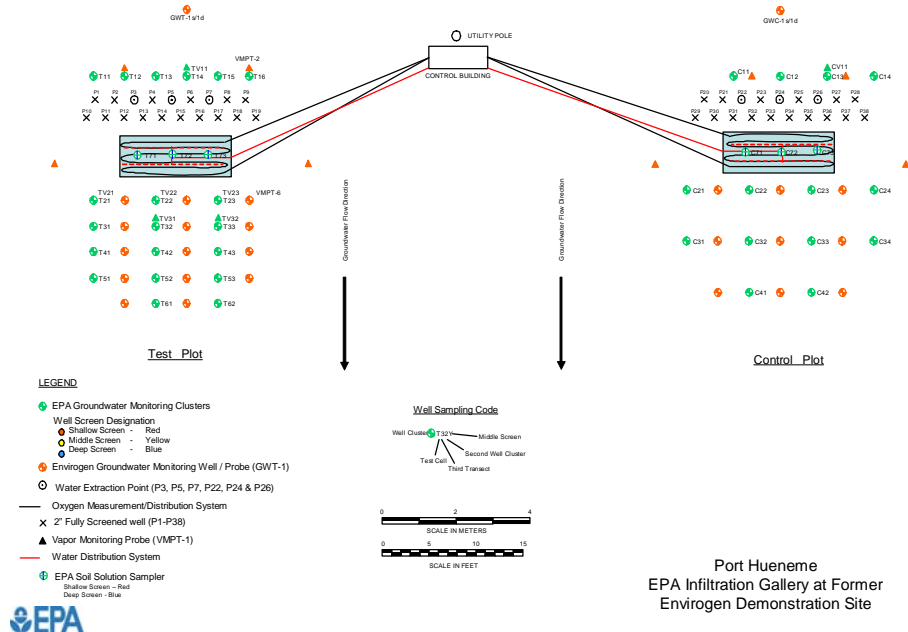 GWT-1s/1d
GWC-1s/1d
UTILITY POLE
CONTROL BUILDING
VMPT-2
TV11
T11 T12 T13 T14 T15 T16
P1 P2 P3 P4 P5 P6 P7 P8 P9
P10 P11 P12 P13 P14 P15 P16 P17 P18 P19
T71 T72 T73
TV21 TV22 TV23 VMPT-6
T21 T22 T23
TV31 TV32
T31 T32 T33
T41 T42 T43
T51 T52 T53
T61 T62
Test Plot
CV11
C11 C12 C13 C14
P20 P21 P22 P23 P24 P25 P26 P27 P28
P29 P30 P31 P32 P33 P34 P35 P36 P37 P38
C71 C72
C21 C22 C23 C24
C31 C32 C33 C34
C41 C42
Control Plot
Groundwater Flow Direction
Groundwater Flow Direction
LEGEND
EPA Groundwater Monitoring Clusters
Well Screen Designation
Shallow Screen - Red
Middle Screen - Yellow
Deep Screen - Blue
Envirogen Groundwater Monitoring Well / Probe (GWT-1)
Water Extraction Point (P3, P5, P7, P22, P24 & P26)
Oxygen Measurement/Distribution System
2" Fully Screened well (P1-P38)
Vapor Monitoring Probe (VMPT-1)
Water Distribution System
EPA Soil Solution Sampler
Shallow Screen – Red
Deep Screen - Blue
EPA
Well Sampling Code
Well Cluster T32Y Middle Screen
Second Well Cluster
Test Cell
Third Transect
0 2 4
SCALE IN METERS
0 5 10 15
SCALE IN FEET
Port Hueneme
EPA Infiltration Gallery at Former
Envirogen Demonstration Site